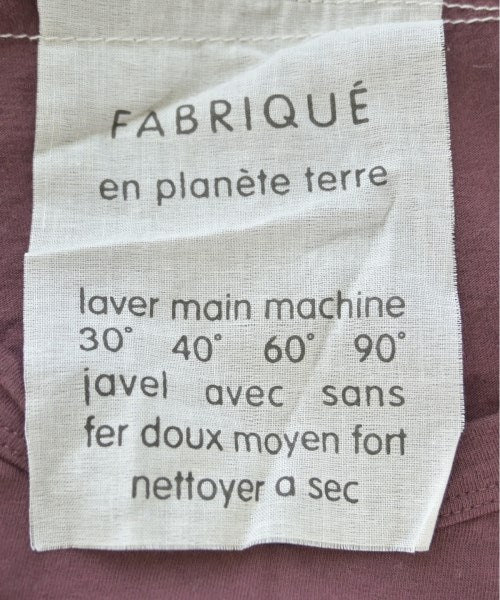 FABRIQUÉ
en planète terre
laver main machine
30° 40° 60° 90°
javel avec sans
fer doux moyen fort
nettoyer a sec